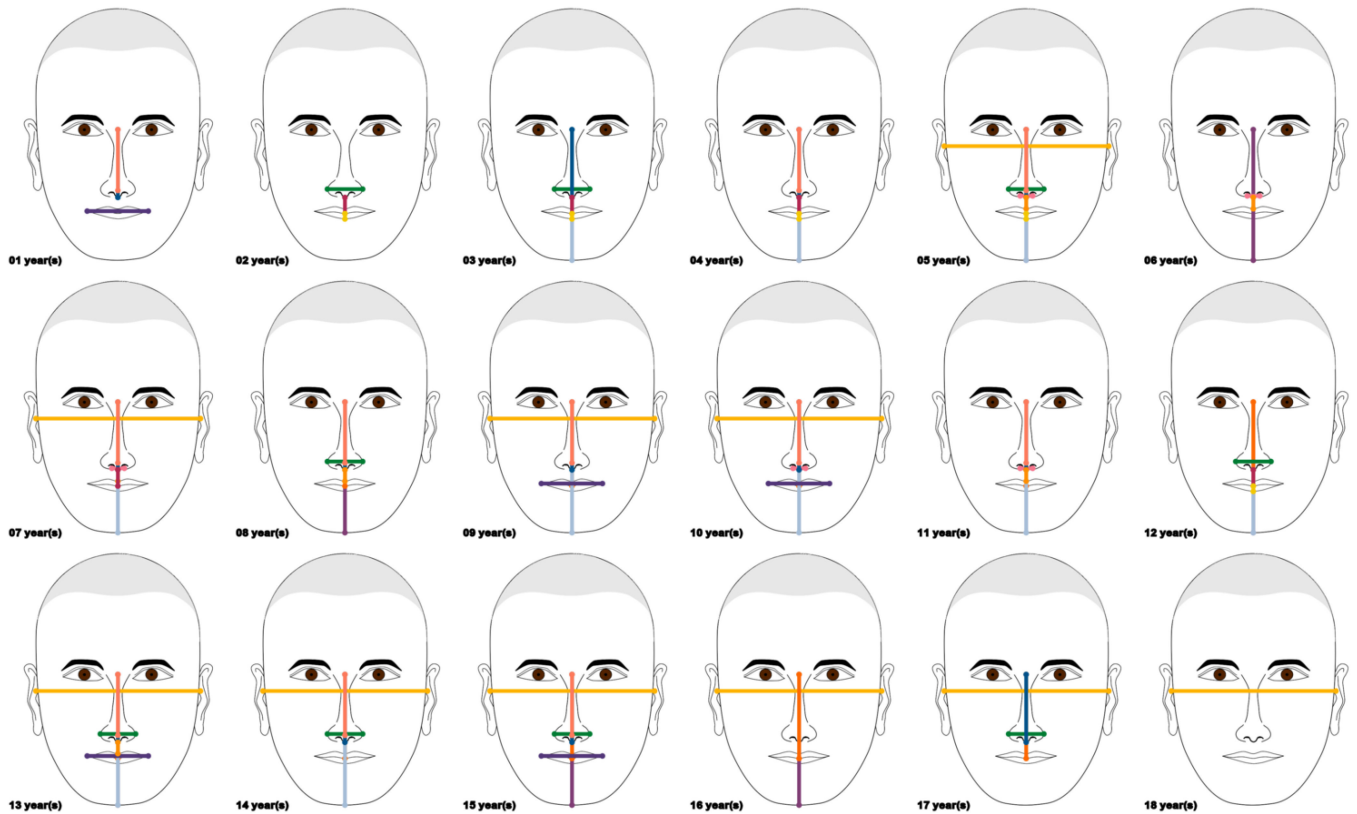 01 year(s)
02 year(s)
03 year(s)
04 year(s)
05 year(s)
06 year(s)
07 year(s)
08 year(s)
09 year(s)
10 year(s)
11 year(s)
12 year(s)
13 year(s)
14 year(s)
15 year(s)
16 year(s)
17 year(s)
18 year(s)